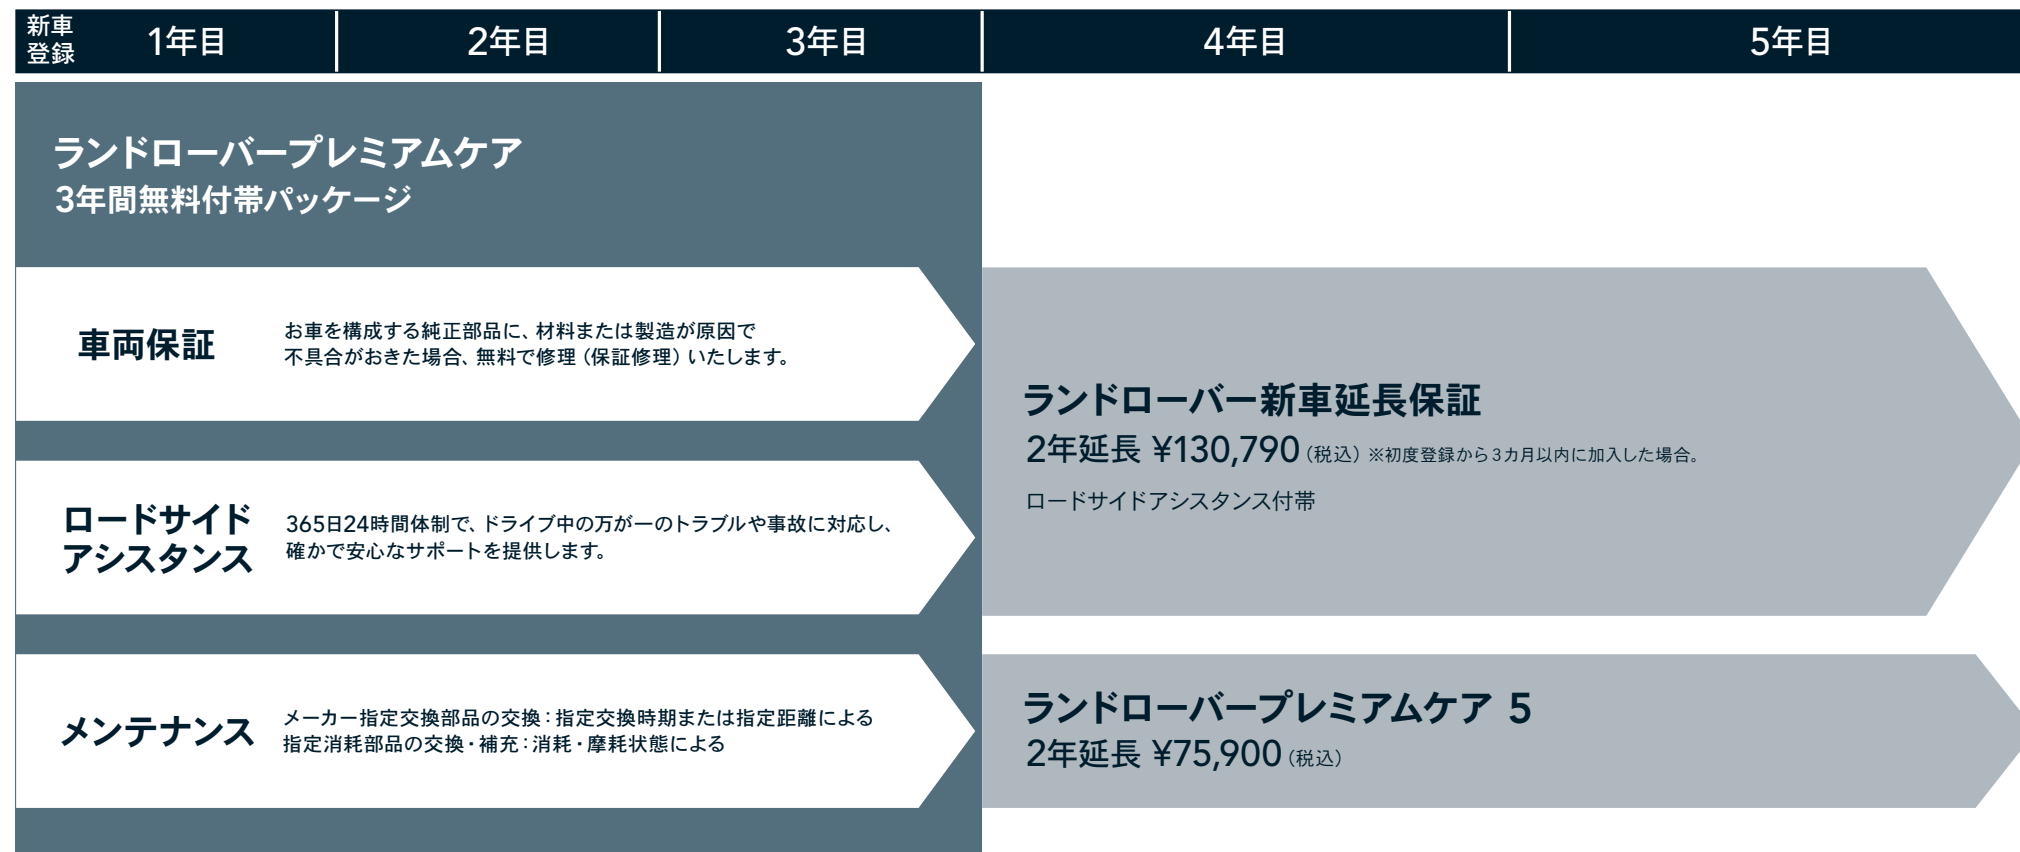 新車
登録
1年目
2年目
3年目
4年目
5年目
ランドローバープレミアムケア
3年間無料付帯パッケージ
車両保証
お車を構成する純正部品に、材料または製造が原因で
不具合がおきた場合、無料で修理（保証修理）いたします。
ロードサイド
アシスタンス
365日24時間体制で、ドライブ中の万が一のトラブルや事故に対応し、
確かで安心なサポートを提供します。
メンテナンス
メーカー指定交換部品の交換：指定交換時期または指定距離による
指定消耗部品の交換・補充：消耗・摩耗状態による
ランドローバー新車延長保証
2年延長 ¥130,790（税込）※初度登録から3カ月以内に加入した場合。
ロードサイドアシスタンス付帯
ランドローバープレミアムケア 5
2年延長 ¥75,900（税込）